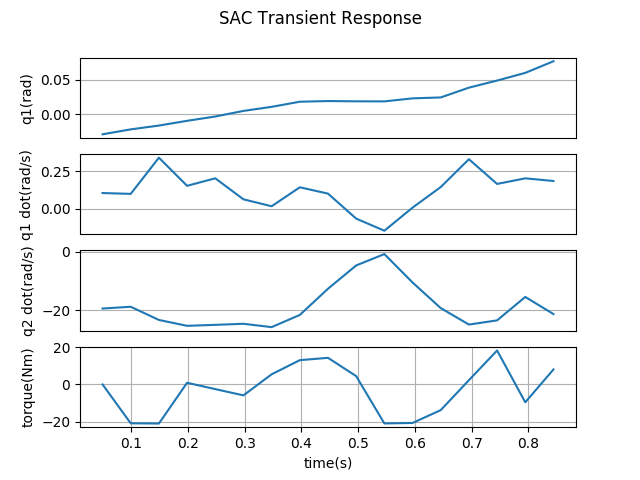 SAC Transient Response
q1(rad)
0.05
0.00
q1 dot(rad/s)
0.25
0.00
q2 dot(rad/s)
0
−20
torque(Nm)
20
0
−20
0.1 0.2 0.3 0.4 0.5 0.6 0.7 0.8
time(s)